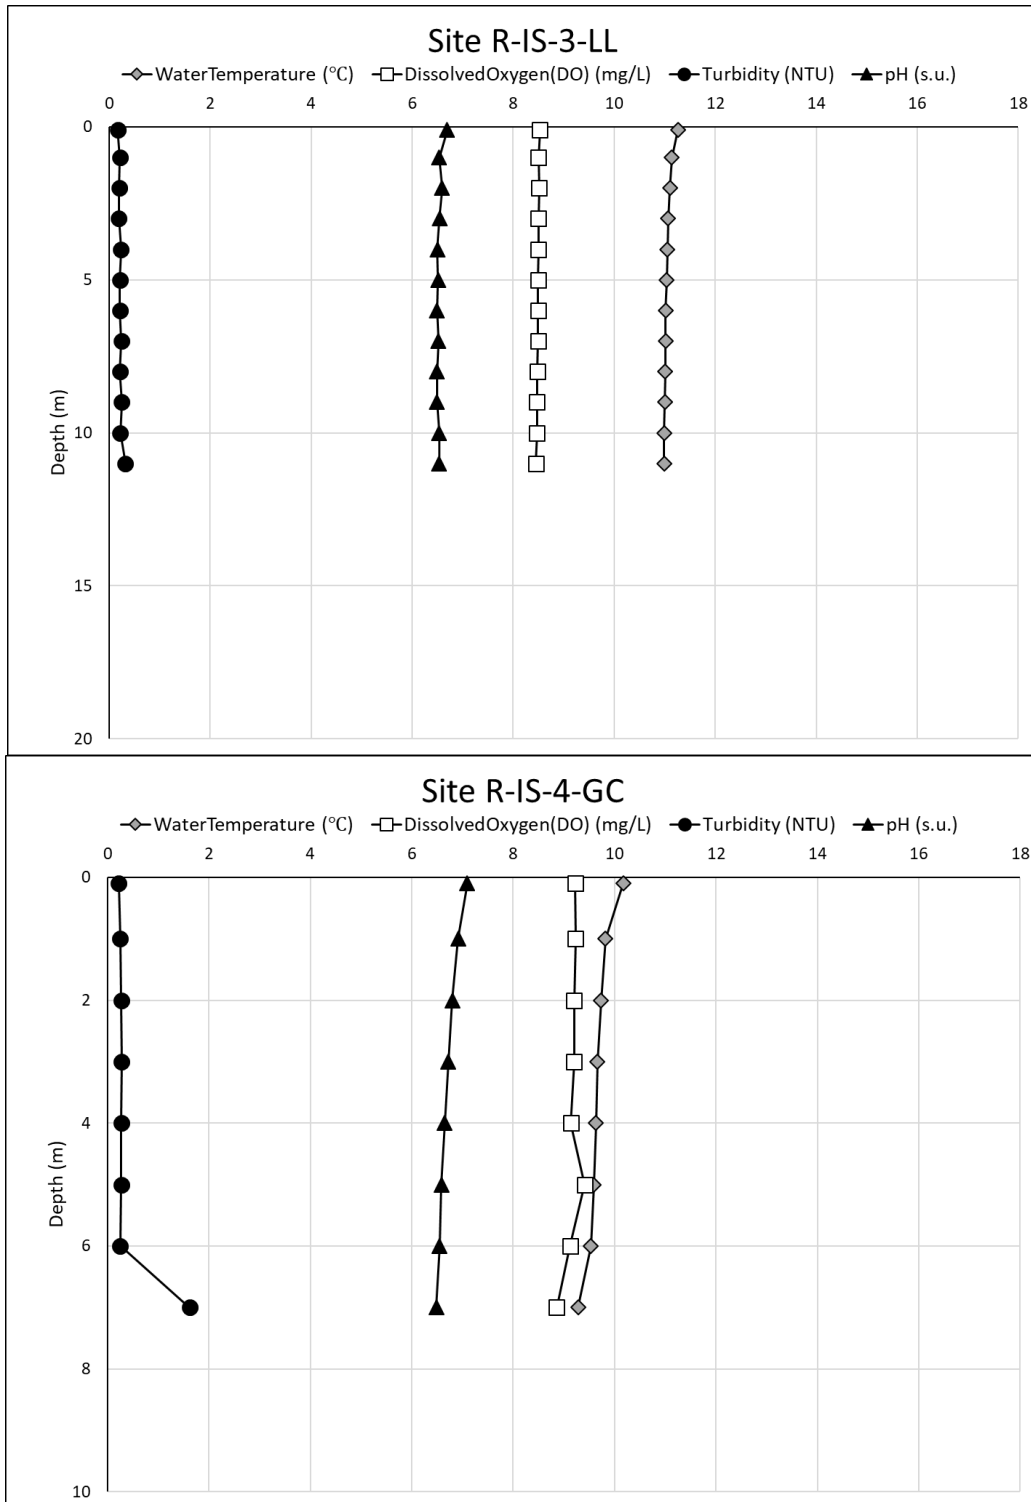 Site R-IS-3-LL
WaterTemperature (°C) DissolvedOxygen(DO) (mg/L) Turbidity (NTU) pH (s.u.)
0 2 4 6 8 10 12 14 16 18
0
5
Depth (m)
10
15
20
Site R-IS-4-GC
WaterTemperature (°C) DissolvedOxygen(DO) (mg/L) Turbidity (NTU) pH (s.u.)
0 2 4 6 8 10 12 14 16 18
0
2
4
Depth (m)
6
8
10